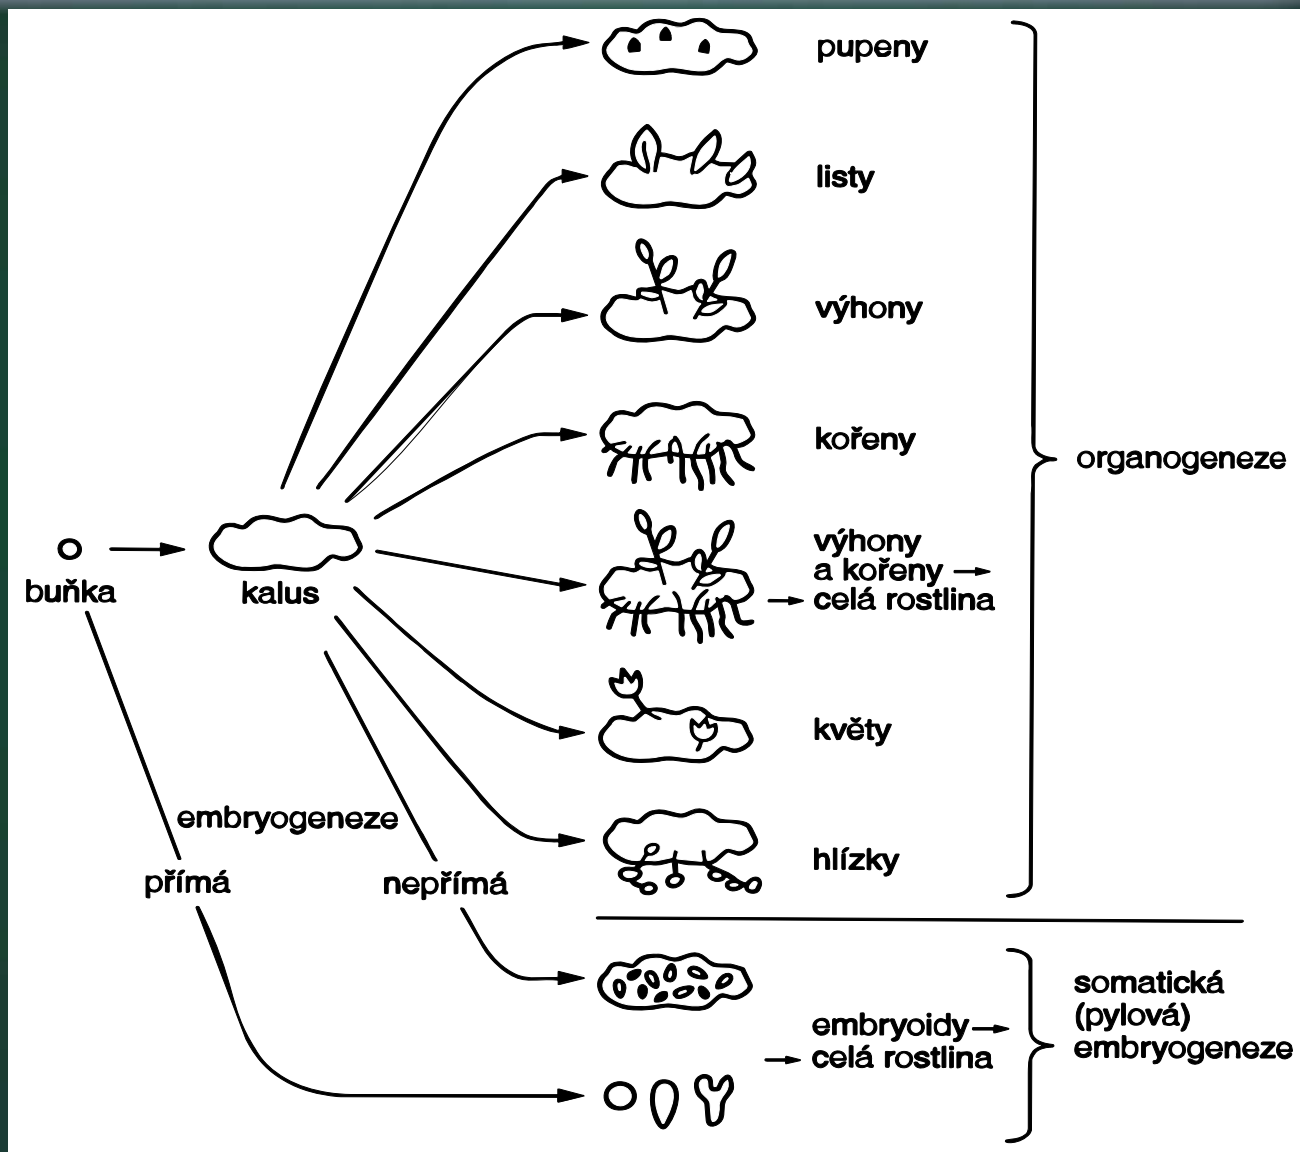 pupeny
listy
výhony
kořeny
organogeneze
výhony
a kořeny
celá rostlina
buňka
kalus
květy
embryogeneze
hlízky
přímá
nepřímá
somatická
(pylová)
embryogeneze
embryoidy
celá rostlina